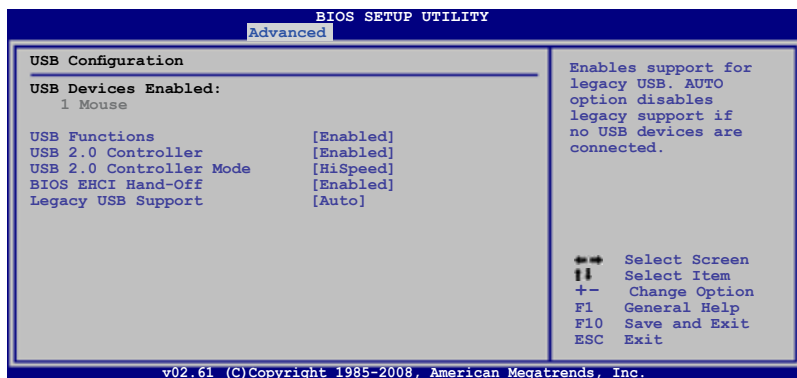 BIOS SETUP UTILITY
Advanced
USB Configuration
USB Devices Enabled:
1 Mouse
USB Functions [Enabled]
USB 2.0 Controller [Enabled]
USB 2.0 Controller Mode [HiSpeed]
BIOS EHCI Hand-Off [Enabled]
Legacy USB Support [Auto]
Enables support for
legacy USB. AUTO
option disables
legacy support if
no USB devices are
connected.
←→ Select Screen
↑↓ Select Item
+- Change Option
F1 General Help
F10 Save and Exit
ESC Exit
v02.61 (C)Copyright 1985-2008, American Megatrends, Inc.